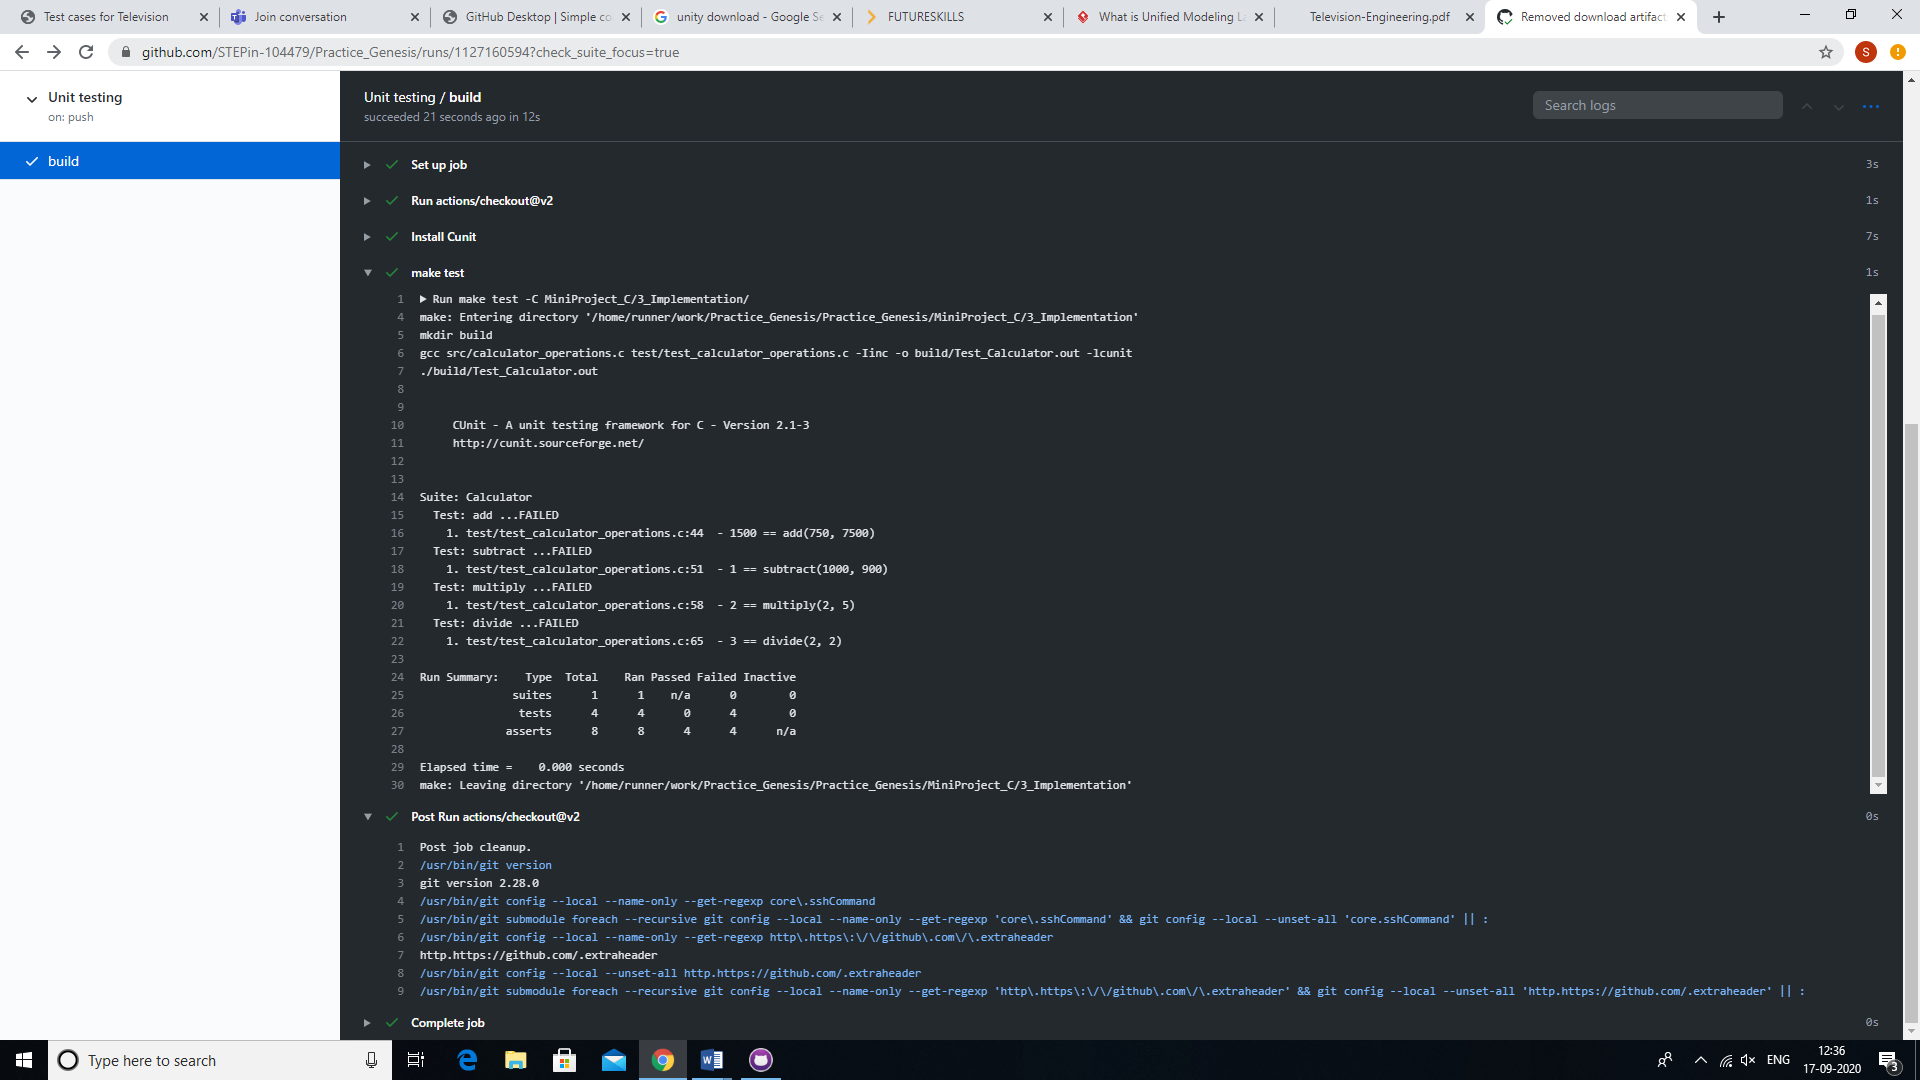 Test cases for Television
Join conversation
GitHub Desktop | Simple co
unity download - Google Se
FUTURESKILLS
What is Unified Modeling La
Television-Engineering.pdf
Removed download artifact
github.com/STEPin-104479/Practice_Genesis/runs/1127160594?check_suite_focus=true
S
Unit testing
on: push
build
Unit testing / build
succeeded 21 seconds ago in 12s
Search logs
Set up job 3s
Run actions/checkout@v2 1s
Install Cunit 7s
make test 1s
1 Run make test -C MiniProject_C/3_Implementation/
4 make: Entering directory '/home/runner/work/Practice_Genesis/Practice_Genesis/MiniProject_C/3_Implementation'
5 mkdir build
6 gcc src/calculator_operations.c test/test_calculator_operations.c -Iinc -o build/Test_Calculator.out -lcunit
7 ./build/Test_Calculator.out
8
9
10 CUnit - A unit testing framework for C - Version 2.1-3
11 http://cunit.sourceforge.net/
12
13
14 Suite: Calculator
15 Test: add ...FAILED
16 1. test/test_calculator_operations.c:44 - 1500 == add(750, 7500)
17 Test: subtract ...FAILED
18 1. test/test_calculator_operations.c:51 - 1 == subtract(1000, 900)
19 Test: multiply ...FAILED
20 1. test/test_calculator_operations.c:58 - 2 == multiply(2, 5)
21 Test: divide ...FAILED
22 1. test/test_calculator_operations.c:65 - 3 == divide(2, 2)
23
24 Run Summary: Type Total Ran Passed Failed Inactive
25 suites 1 1 n/a 0 0
26 tests 4 4 0 4 0
27 asserts 8 8 4 4 n/a
28
29 Elapsed time = 0.000 seconds
30 make: Leaving directory '/home/runner/work/Practice_Genesis/Practice_Genesis/MiniProject_C/3_Implementation'
Post Run actions/checkout@v2 0s
1 Post job cleanup.
2 /usr/bin/git version
3 git version 2.28.0
4 /usr/bin/git config --local --name-only --get-regexp core\.sshCommand
5 /usr/bin/git submodule foreach --recursive git config --local --name-only --get-regexp 'core\.sshCommand' && git config --local --unset-all 'core.sshCommand' || :
6 /usr/bin/git config --local --name-only --get-regexp http\.https\:\/\/github\.com\/\.extraheader
7 http.https://github.com/.extraheader
8 /usr/bin/git config --local --unset-all http.https://github.com/.extraheader
9 /usr/bin/git submodule foreach --recursive git config --local --name-only --get-regexp 'http\.https\:\/\/github\.com\/\.extraheader' && git config --local --unset-all 'http.https://github.com/.extraheader' || :
Complete job 0s
Type here to search
ENG
12:36
17-09-2020
3